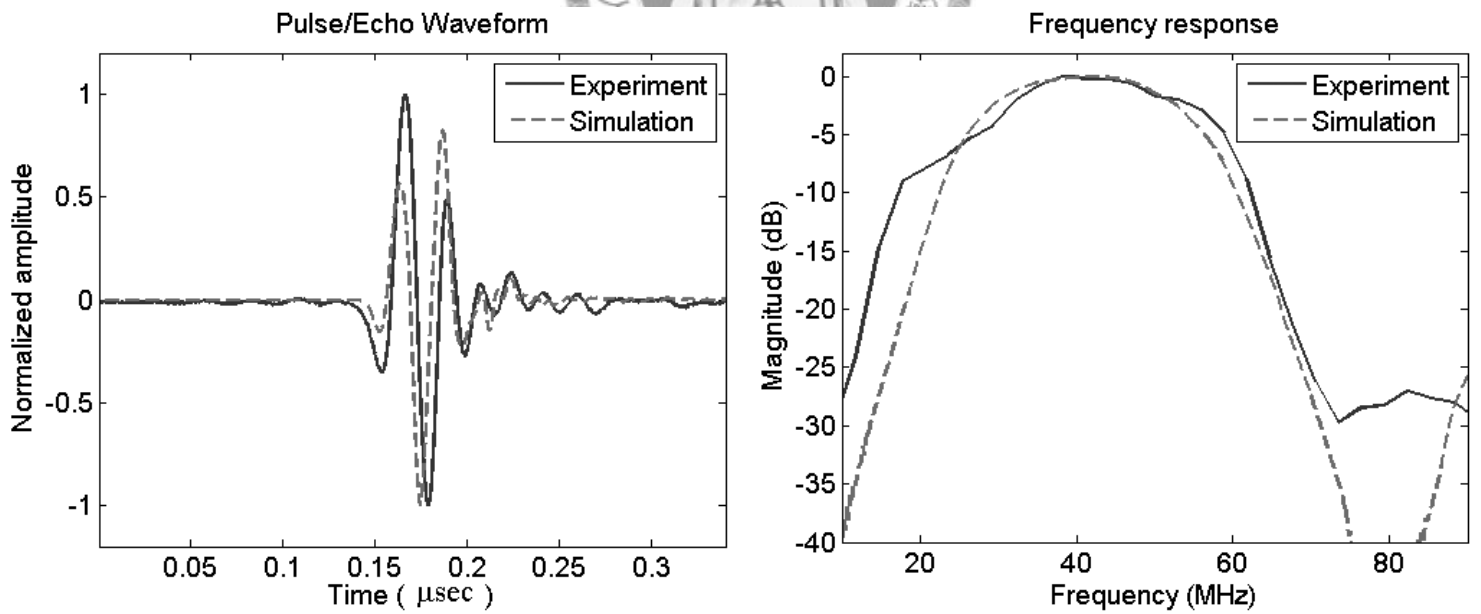 Pulse/Echo Waveform
Experiment
Simulation
Normalized amplitude
1
0.5
0
-0.5
-1
0.05 0.1 0.15 0.2 0.25 0.3
Time ( μsec )
Frequency response
Experiment
Simulation
Magnitude (dB)
0
-5
-10
-15
-20
-25
-30
-35
-40
20 40 60 80
Frequency (MHz)